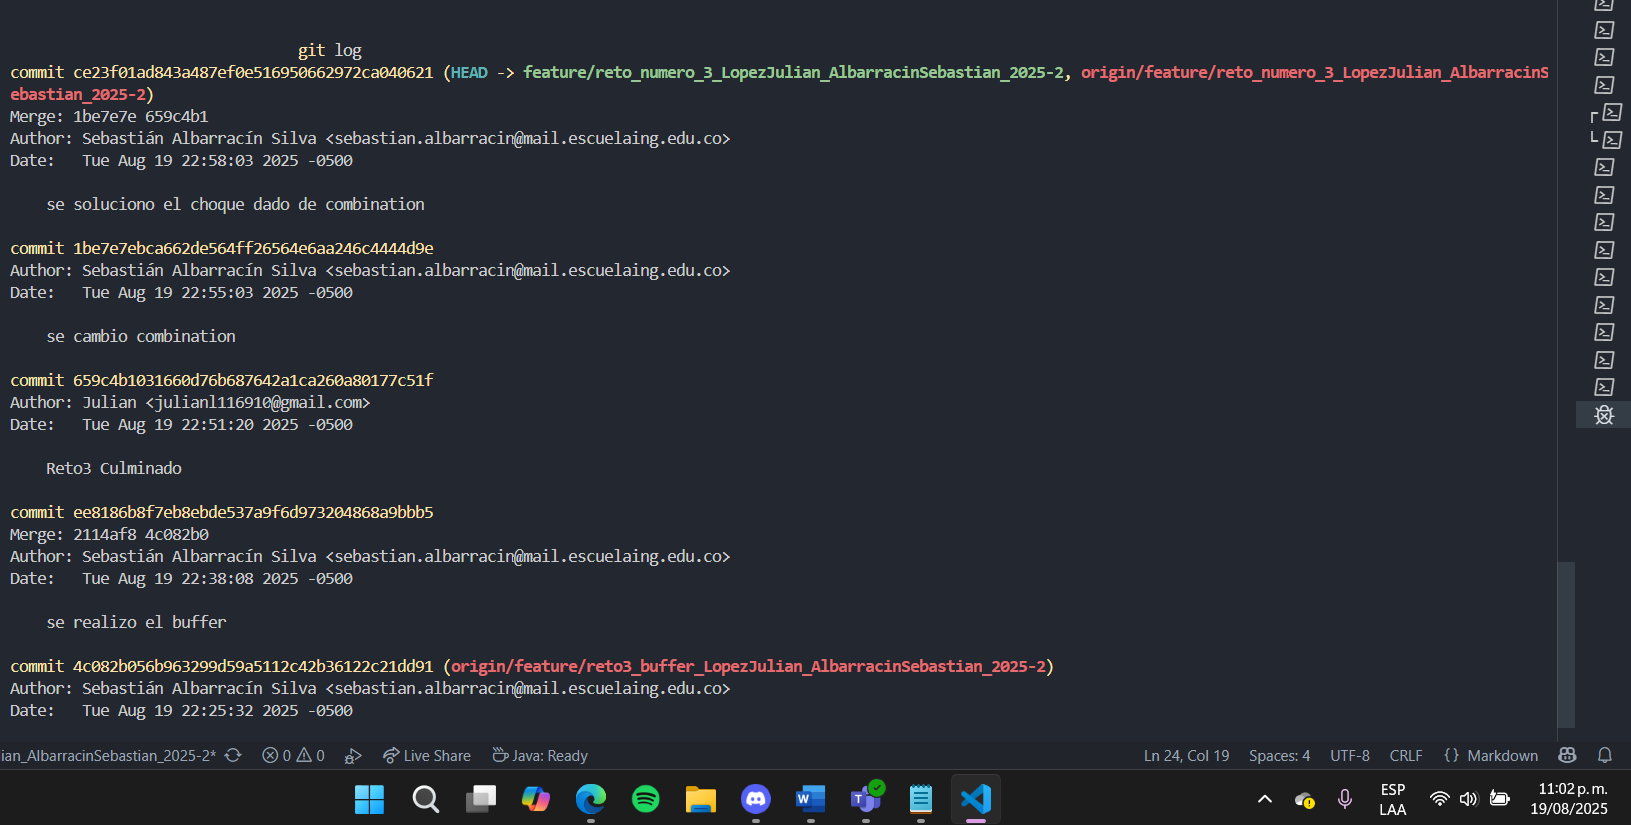 git log
commit ce23f01ad843a487ef0e516950662972ca040621 (HEAD -> feature/reto_numero_3_LopezJulian_AlbarracinSebastian_2025-2, origin/feature/reto_numero_3_LopezJulian_AlbarracinS
ebastian_2025-2)
Merge: 1be7e7e 659c4b1
Author: Sebastián Albarracín Silva <sebastian.albarracin@mail.escuelaing.edu.co>
Date:   Tue Aug 19 22:58:03 2025 -0500
se soluciono el choque dado de combination
commit 1be7e7ebca662de564ff26564e6aa246c4444d9e
Author: Sebastián Albarracín Silva <sebastian.albarracin@mail.escuelaing.edu.co>
Date:   Tue Aug 19 22:55:03 2025 -0500
se cambio combination
commit 659c4b1031660d76b687642a1ca260a80177c51f
Author: Julian <julianl116910@gmail.com>
Date:   Tue Aug 19 22:51:20 2025 -0500
Reto3 Culminado
commit ee8186b8f7eb8ebde537a9f6d973204868a9bbb5
Merge: 2114af8 4c082b0
Author: Sebastián Albarracín Silva <sebastian.albarracin@mail.escuelaing.edu.co>
Date:   Tue Aug 19 22:38:08 2025 -0500
se realizo el buffer
commit 4c082b056b963299d59a5112c42b36122c21dd91 (origin/feature/reto3_buffer_LopezJulian_AlbarracinSebastian_2025-2)
Author: Sebastián Albarracín Silva <sebastian.albarracin@mail.escuelaing.edu.co>
Date:   Tue Aug 19 22:25:32 2025 -0500
ian_AlbarracinSebastian_2025-2* 0 0 Live Share Java: Ready Ln 24, Col 19 Spaces: 4 UTF-8 CRLF {} Markdown
ESP 11:02 p. m.
LAA 19/08/2025